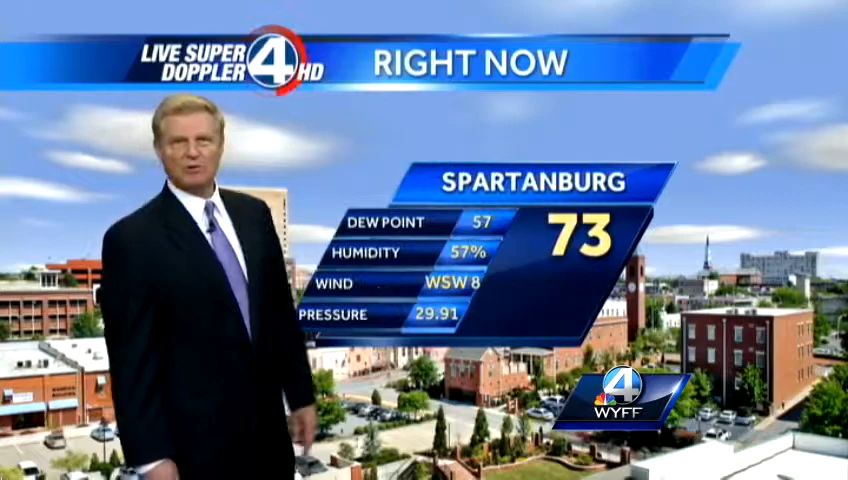 LIVE SUPER
DOPPLER 4 HD
RIGHT NOW
SPARTANBURG
DEW POINT 57
73
HUMIDITY 57%
WIND WSW 8
PRESSURE 29.91
4
WYFF